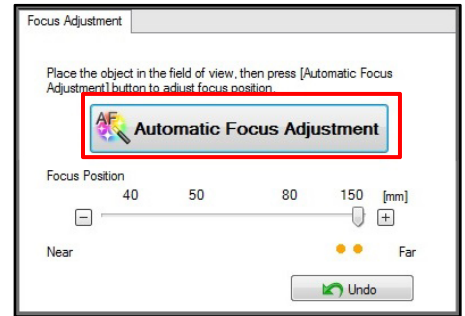 Focus Adjustment
Place the object in the field of view, then press [Automatic Focus
Adjustment] button to adjust focus position.
AF Automatic Focus Adjustment
Focus Position
40 50 80 150 [mm]
- +
Near Far
Undo